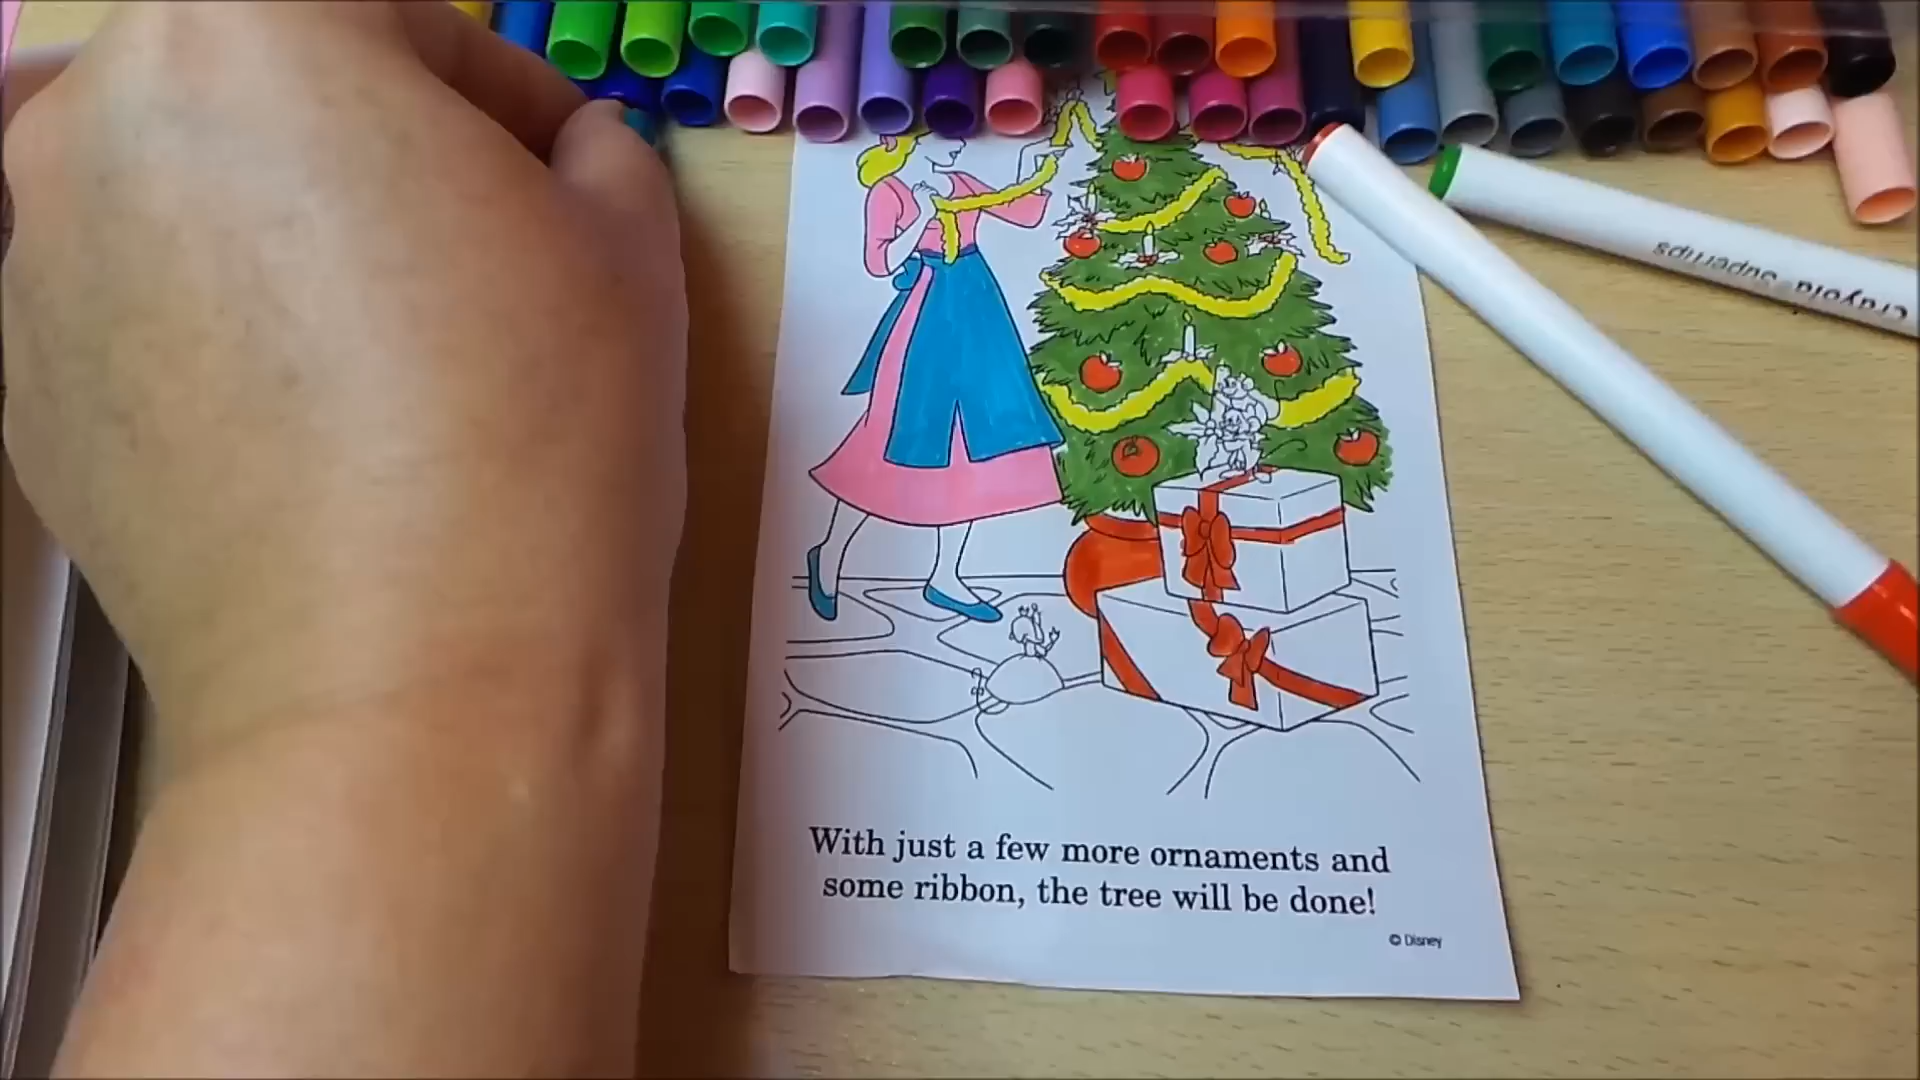 Crayola SuperTips
With just a few more ornaments and
some ribbon, the tree will be done!
© Disney